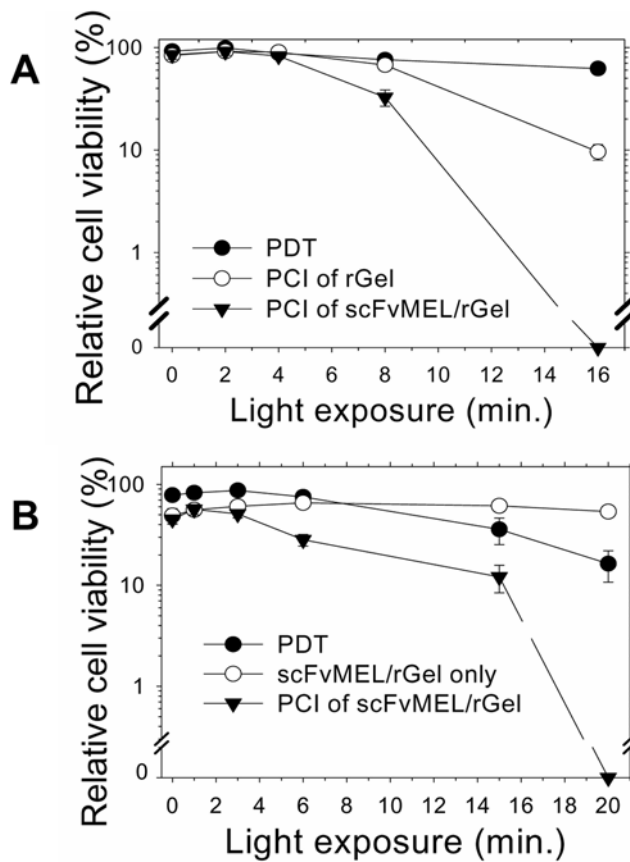 A
Relative cell viability (%)
100
10
1
0
PDT
PCI of rGel
PCI of scFvMEL/rGel
0 2 4 6 8 10 12 14 16
Light exposure (min.)
B
Relative cell viability (%)
100
10
1
0
PDT
scFvMEL/rGel only
PCI of scFvMEL/rGel
0 2 4 6 8 10 12 14 16 18 20
Light exposure (min.)